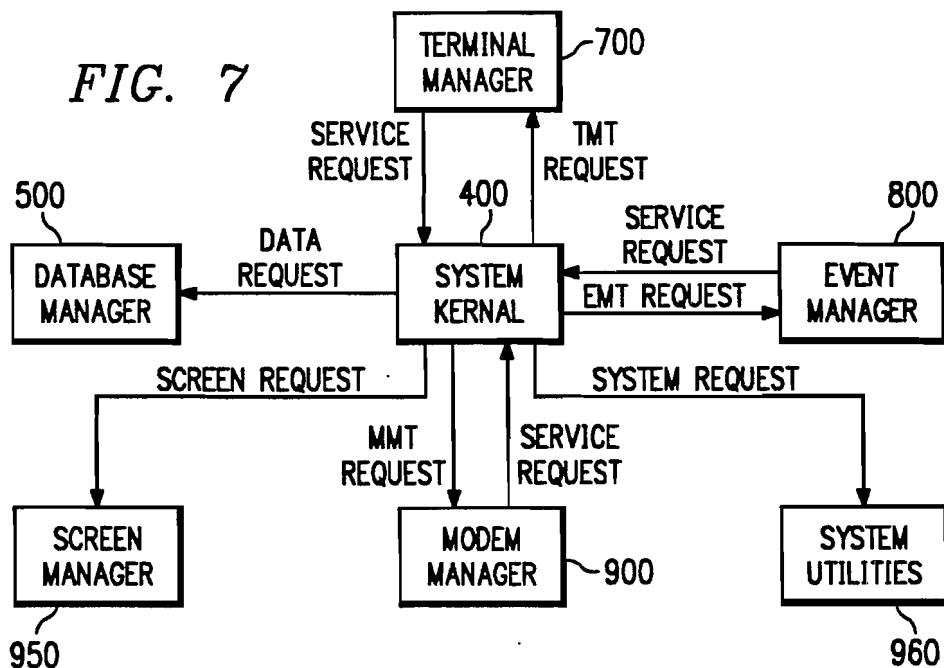 FIG. 7
TERMINAL
MANAGER
700
SERVICE
REQUEST
TMT
REQUEST
500
400
800
DATABASE
MANAGER
DATA
REQUEST
SYSTEM
KERNAL
SERVICE
REQUEST
EMT REQUEST
EVENT
MANAGER
SCREEN REQUEST
SYSTEM REQUEST
MMT
REQUEST
SERVICE
REQUEST
SCREEN
MANAGER
950
MODEM
MANAGER
900
SYSTEM
UTILITIES
960